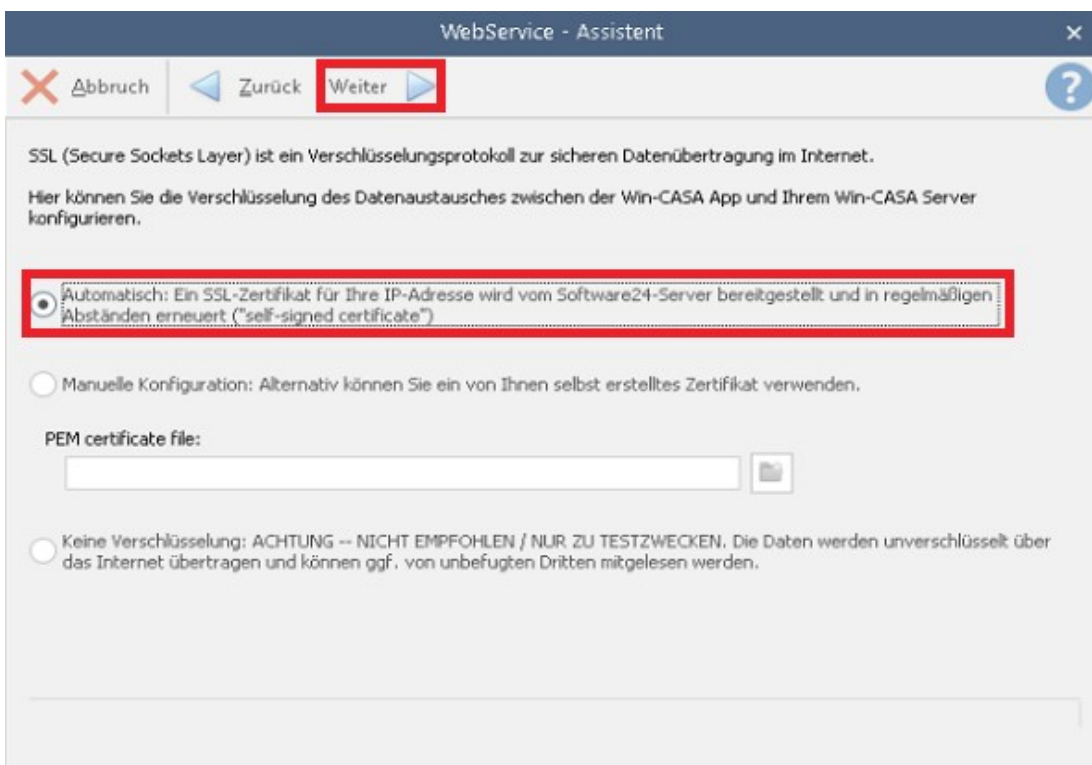 WebService - Assistent
Abbruch
Zurück
Weiter
?
SSL (Secure Sockets Layer) ist ein Verschlüsselungsprotokoll zur sicheren Datenübertragung im Internet.
Hier können Sie die Verschlüsselung des Datenaustausches zwischen der Win-CASA App und Ihrem Win-CASA Server
konfigurieren.
Automatisch: Ein SSL-Zertifikat für Ihre IP-Adresse wird vom Software24-Server bereitgestellt und in regelmäßigen
Abständen erneuert ("self-signed certificate")
Manuelle Konfiguration: Alternativ können Sie ein von Ihnen selbst erstelltes Zertifikat verwenden.
PEM certificate file:
Keine Verschlüsselung: ACHTUNG -- NICHT EMPFOHLEN / NUR ZU TESTZWECKEN. Die Daten werden unverschlüsselt über
das Internet übertragen und können ggf. von unbefugten Dritten mitgelesen werden.